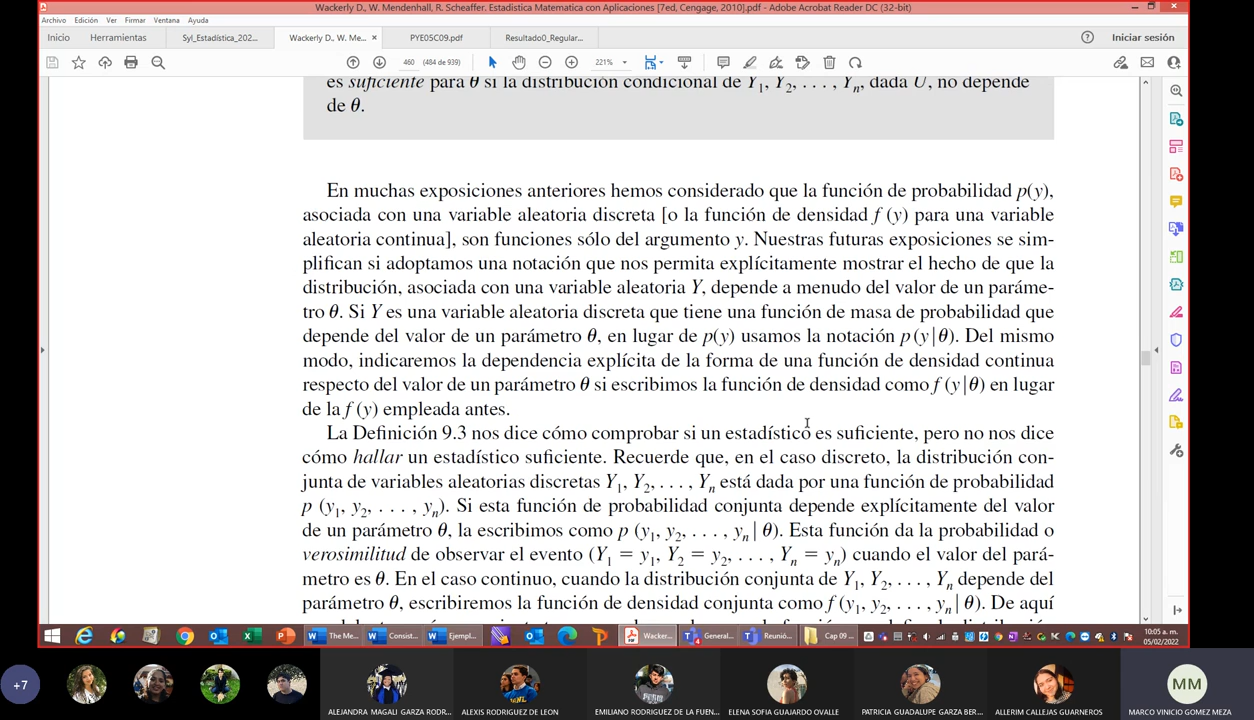 Wackerly D., W. Mendenhall, R. Scheaffer. Estadística Matematica con Aplicaciones [7ed, Cengage, 2010].pdf - Adobe Acrobat Reader DC (32-bit)
Archivo Edición Ver Firmar Ventana Ayuda
Inicio Herramientas Syl_Estadística_202... Wackerly D., W. Me... × PYE05C09.pdf Resultado0_Regular... Iniciar sesión
460 (484 de 939) 221%
es suficiente para θ si la distribución condicional de Y₁, Y₂, . . . , Yₙ, dada U, no depende
de θ.
En muchas exposiciones anteriores hemos considerado que la función de probabilidad p(y),
asociada con una variable aleatoria discreta [o la función de densidad f (y) para una variable
aleatoria continua], son funciones sólo del argumento y. Nuestras futuras exposiciones se sim-
plifican si adoptamos una notación que nos permita explícitamente mostrar el hecho de que la
distribución, asociada con una variable aleatoria Y, depende a menudo del valor de un paráme-
tro θ. Si Y es una variable aleatoria discreta que tiene una función de masa de probabilidad que
depende del valor de un parámetro θ, en lugar de p(y) usamos la notación p(y|θ). Del mismo
modo, indicaremos la dependencia explícita de la forma de una función de densidad continua
respecto del valor de un parámetro θ si escribimos la función de densidad como f (y|θ) en lugar
de la f (y) empleada antes.
La Definición 9.3 nos dice cómo comprobar si un estadístico es suficiente, pero no nos dice
cómo hallar un estadístico suficiente. Recuerde que, en el caso discreto, la distribución con-
junta de variables aleatorias discretas Y₁, Y₂, . . . , Yₙ está dada por una función de probabilidad
p (y₁, y₂, . . . , yₙ). Si esta función de probabilidad conjunta depende explícitamente del valor
de un parámetro θ, la escribimos como p (y₁, y₂, . . . , yₙ | θ). Esta función da la probabilidad o
verosimilitud de observar el evento (Y₁ = y₁, Y₂ = y₂, . . . , Yₙ = yₙ) cuando el valor del pará-
metro es θ. En el caso continuo, cuando la distribución conjunta de Y₁, Y₂, . . . , Yₙ depende del
parámetro θ, escribiremos la función de densidad conjunta como f (y₁, y₂, . . . , yₙ | θ). De aquí
The Me... Consist... Ejempl... Wacker... General... Reunió... Cap 09 ... 10:05 a. m.
05/02/2022
+7 MM
ALEJANDRA MAGALI GARZA RODR... ALEXIS RODRIGUEZ DE LEON EMILIANO RODRIGUEZ DE LA FUEN... ELENA SOFIA GUAJARDO OVALLE PATRICIA GUADALUPE GARZA BER... ALLERIM CALLEJAS GUARNEROS MARCO VINICIO GOMEZ MEZA